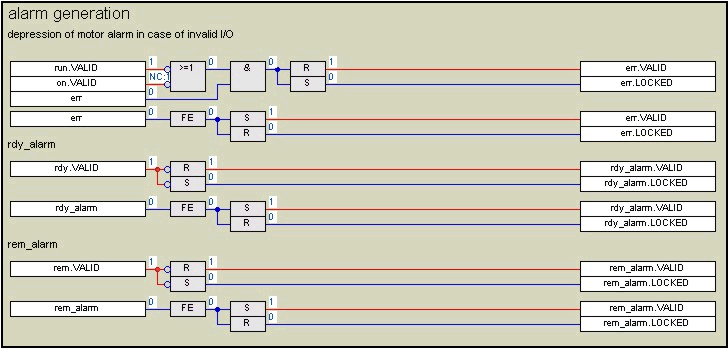 alarm generation
depression of motor alarm in case of invalid I/O
run.VALID 1 >=1 0 & 0 R 1 err.VALID
on.VALID NC:1 S 0 err.LOCKED
err 0
err 0 FE 0 S 1 err.VALID
R 0 err.LOCKED
rdy_alarm
rdy.VALID 1 R 1 rdy_alarm.VALID
S 0 rdy_alarm.LOCKED
rdy_alarm 0 FE 0 S 1 rdy_alarm.VALID
R 0 rdy_alarm.LOCKED
rem_alarm
rem.VALID 1 R 1 rem_alarm.VALID
S 0 rem_alarm.LOCKED
rem_alarm 0 FE 0 S 1 rem_alarm.VALID
R 0 rem_alarm.LOCKED